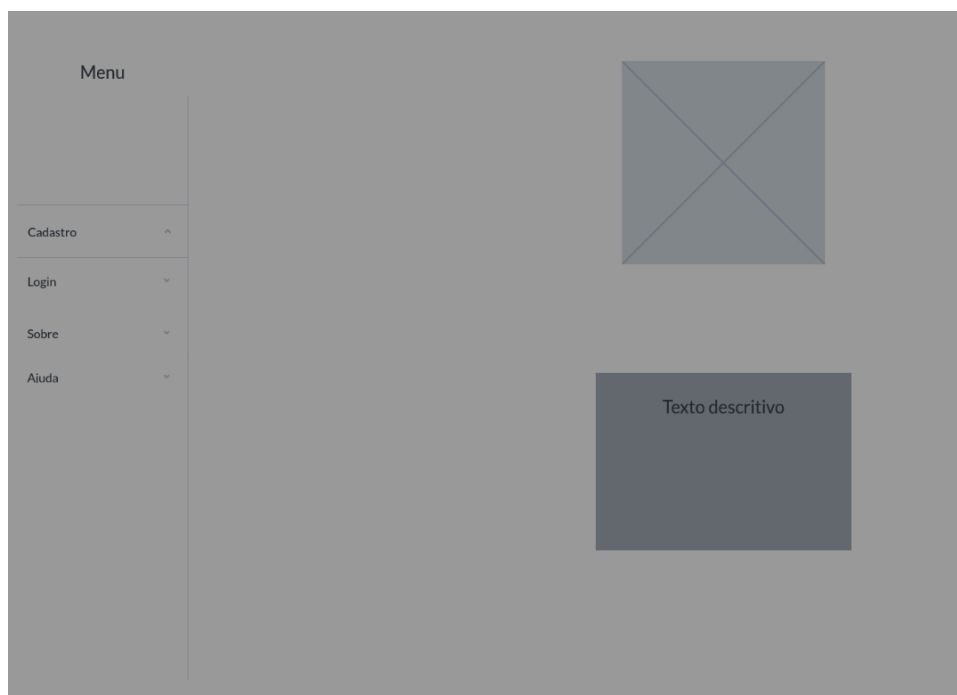 Menu
Cadastro
Login
Sobre
Ajuda
Texto descritivo